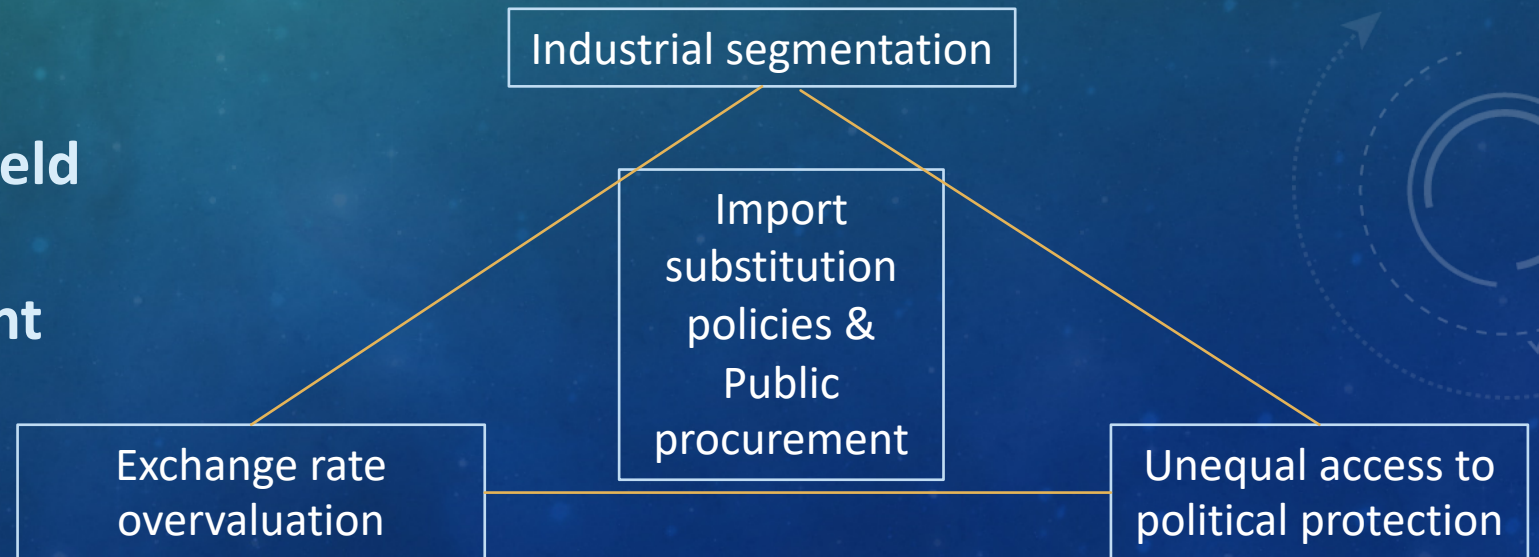 Industrial segmentation
eld
nt
Import
substitution
policies &
Public
procurement
Exchange rate
overvaluation
Unequal access to
political protection